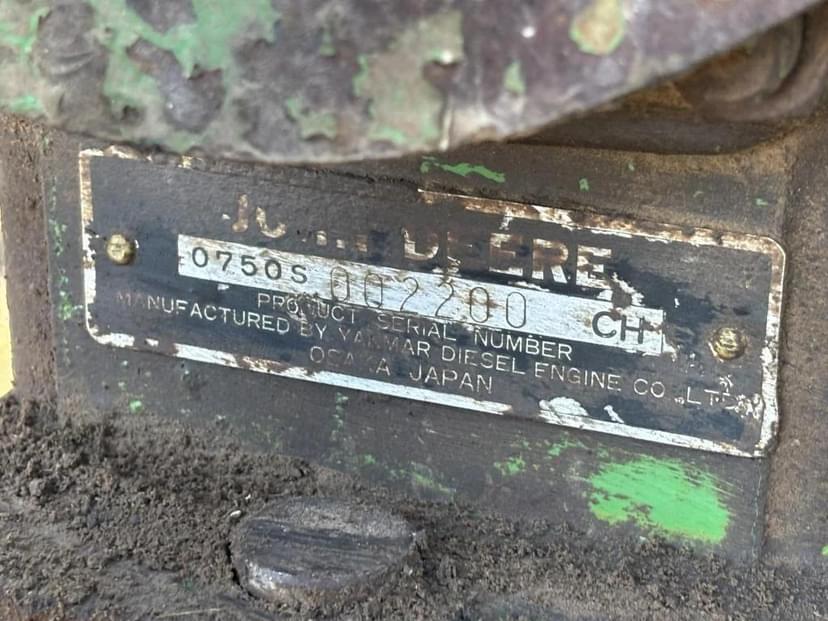 JOHN DEERE
0750S 002200 CH
PRODUCT SERIAL NUMBER
MANUFACTURED BY YANMAR DIESEL ENGINE CO.,LTD.
OSAKA JAPAN